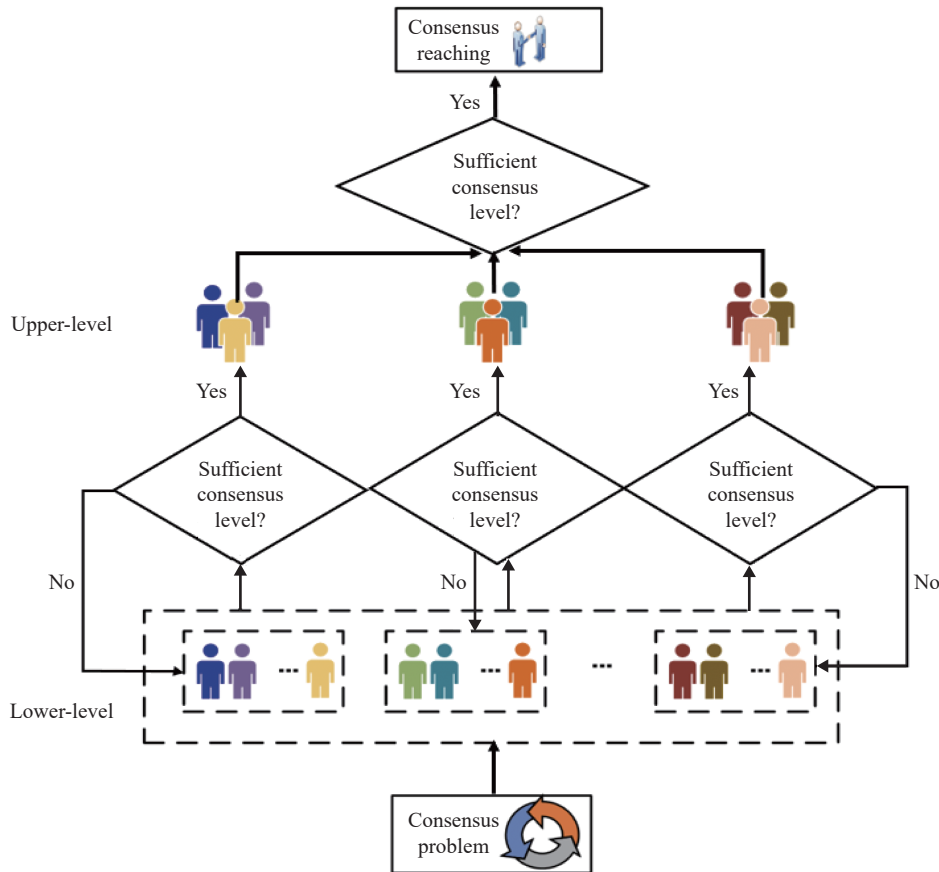 Consensus
reaching
Yes
Sufficient
consensus
level?
Upper-level
Yes
Yes
Yes
Sufficient
consensus
level?
Sufficient
consensus
level?
Sufficient
consensus
level?
No
No
No
Lower-level
Consensus
problem